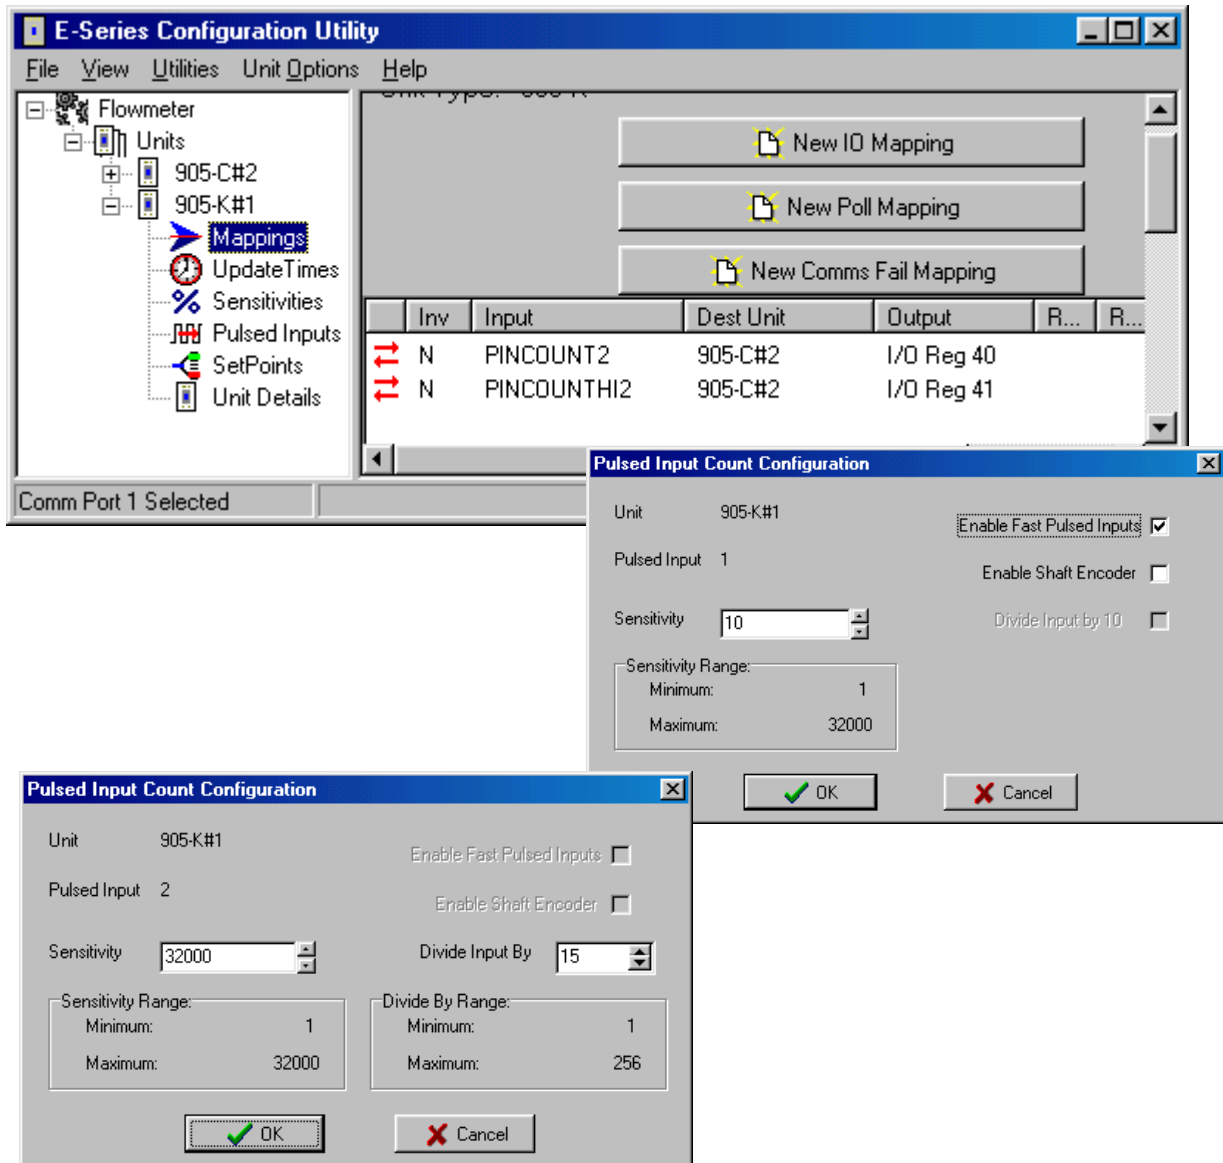 E-Series Configuration Utility
File View Utilities Unit Options Help
Flowmeter
Units
905-C#2
905-K#1
Mappings
UpdateTimes
Sensitivities
Pulsed Inputs
SetPoints
Unit Details
New IO Mapping
New Poll Mapping
New Comms Fail Mapping
Inv Input Dest Unit Output R... R...
N PINCOUNT2 905-C#2 I/O Reg 40
N PINCOUNTHI2 905-C#2 I/O Reg 41
Comm Port 1 Selected
Pulsed Input Count Configuration
Unit 905-K#1
Enable Fast Pulsed Inputs
Pulsed Input 1
Enable Shaft Encoder
Sensitivity 10
Divide Input by 10
Sensitivity Range:
Minimum: 1
Maximum: 32000
OK Cancel
Pulsed Input Count Configuration
Unit 905-K#1
Enable Fast Pulsed Inputs
Pulsed Input 2
Enable Shaft Encoder
Sensitivity 32000
Divide Input By 15
Sensitivity Range:
Minimum: 1
Maximum: 32000
Divide By Range:
Minimum: 1
Maximum: 256
OK Cancel